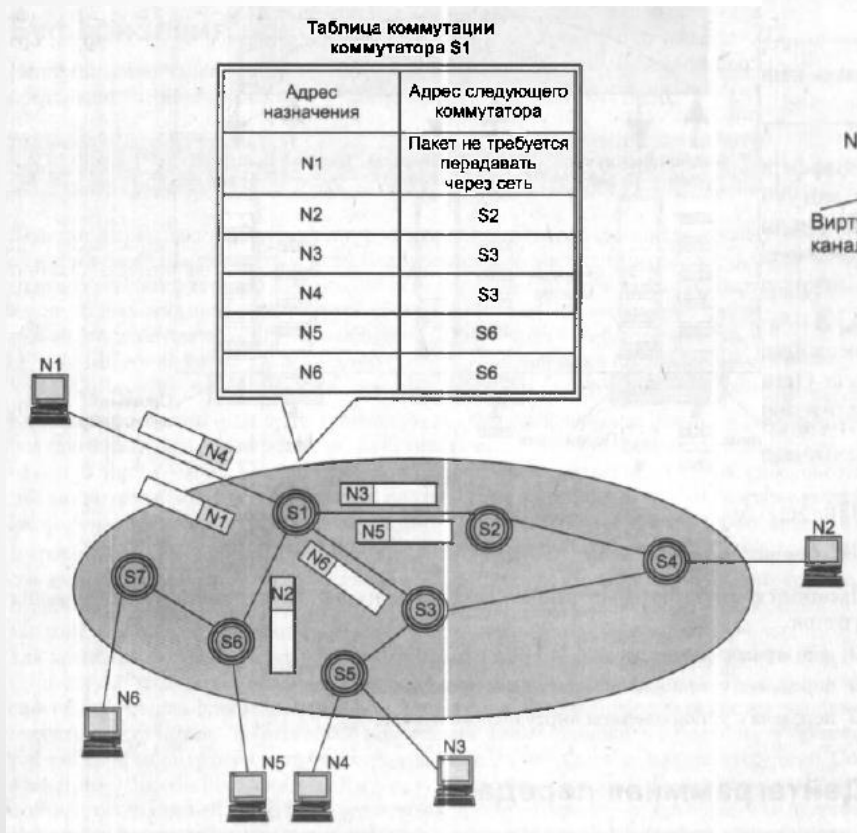 Таблица коммутации
коммутатора S1
Адрес
назначения
Адрес следующего
коммутатора
N1
Пакет не требуется
передавать
через сеть
N2
S2
N3
S3
N4
S3
N5
S6
N6
S6
N
Вирт
канал
N1
N4
N1
S1
N3
N5
S2
N2
S4
S7
N6
N2
S3
S6
S5
N6
N5
N4
N3